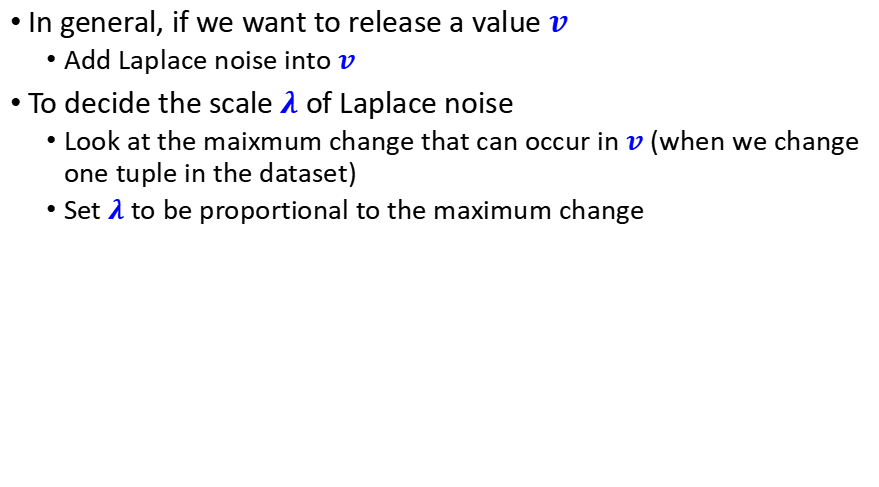 • In general, if we want to release a value 𝒗
• Add Laplace noise into 𝒗
• To decide the scale 𝝀 of Laplace noise
• Look at the maixmum change that can occur in 𝒗 (when we change
one tuple in the dataset)
• Set 𝝀 to be proportional to the maximum change